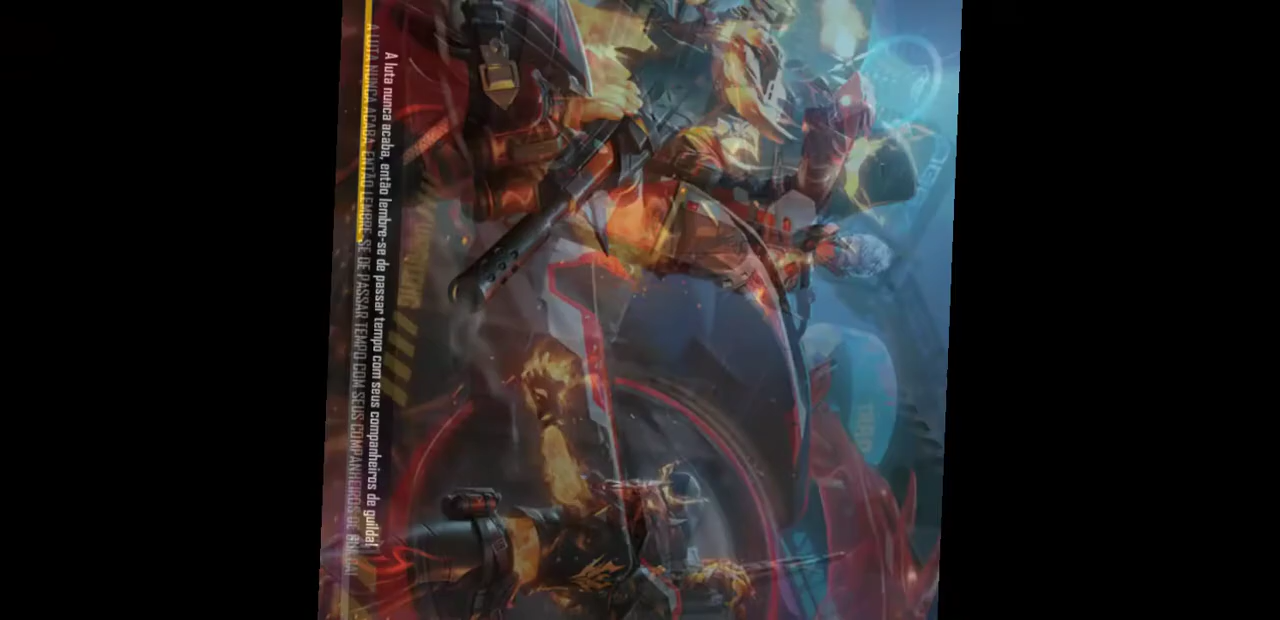 A luta nunca acaba, então lembre-se de passar tempo com seus companheiros de guilda!
A LUTA NUNCA ACABA, ENTÃO LEMBRE-SE DE PASSAR TEMPO COM SEUS COMPANHEIROS DE GUILDA!